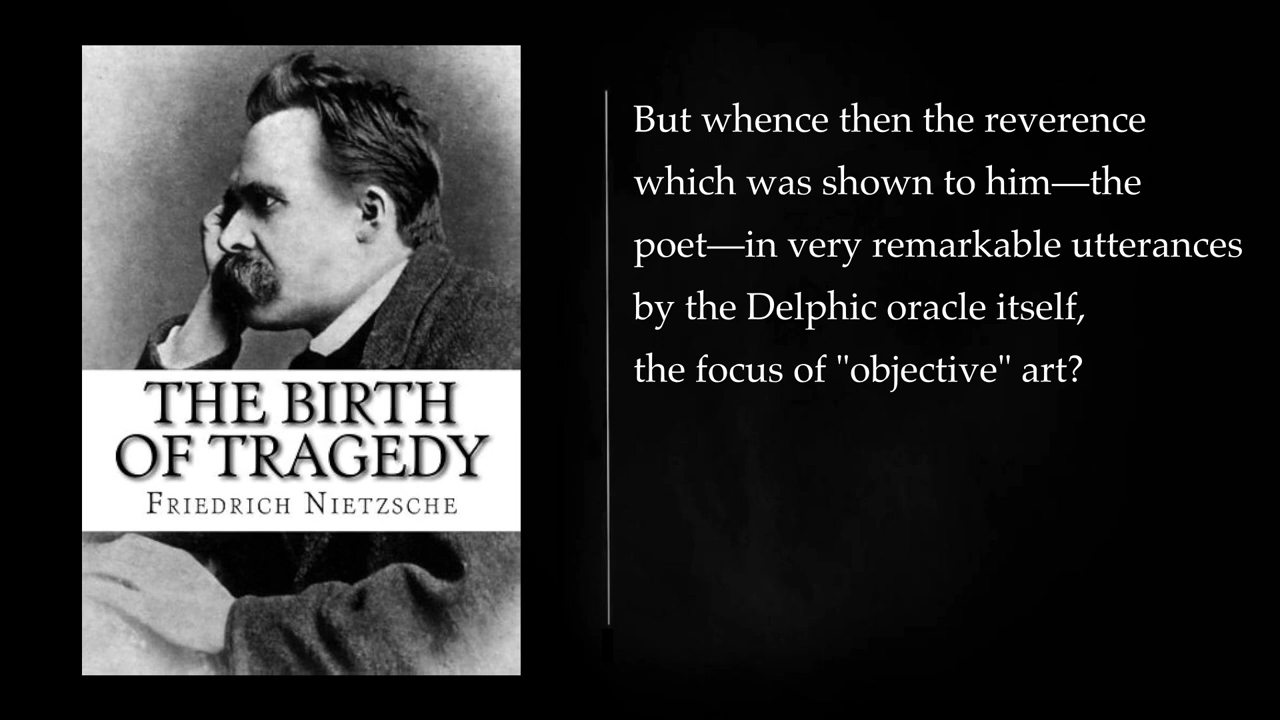 THE BIRTH
OF TRAGEDY
Friedrich Nietzsche
But whence then the reverence
which was shown to him—the
poet—in very remarkable utterances
by the Delphic oracle itself,
the focus of "objective" art?